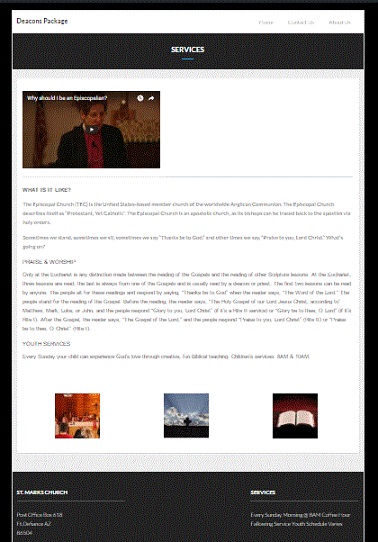 Deacons Package
Home Contact Us About Us
SERVICES
Why should I be an Episcopalian?
WHAT IS IT LIKE?
The Episcopal Church (TEC) is the United States-based member church of the worldwide Anglican Communion. The Episcopal Church
describes itself as "Protestant, Yet Catholic". The Episcopal Church is an apostolic church, as its bishops can be traced back to the apostles via
holy orders.
Sometimes we stand, sometimes we sit, sometimes we say "Thanks be to God," and other times we say, "Praise to you, Lord Christ." What's
going on?
PRAISE & WORSHIP
Only at the Eucharist is any distinction made between the reading of the Gospels and the reading of other Scripture lessons. At the Eucharist,
three lessons are read, the last is always from one of the Gospels and is usually read by a deacon or priest. The first two lessons can be read
by anyone. The people sit for these readings and respond by saying, "Thanks be to God" when the reader says, "The Word of the Lord." The
people stand for the reading of the Gospel. Before the reading, the reader says, "The Holy Gospel of our Lord Jesus Christ, according to"
Matthew, Mark, Luke, or John, and the people respond "Glory to you, Lord Christ" (if it's a Rite II service) or "Glory be to thee, O Lord" (if it's
Rite I). After the Gospel, the reader says, "The Gospel of the Lord," and the people respond "Praise to you, Lord Christ" (Rite II) or "Praise
be to thee, O Christ" (Rite I).
YOUTH SERVICES
Every Sunday your child can experience God's love through creative, fun Biblical teaching. Children's services: 8AM & 10AM
ST. MARKS CHURCH
SERVICES
Post Office Box 618
Ft. Defiance AZ
86504
Every Sunday Morning @ 8AM Coffee Hour
Following Service Youth Schedule Varies